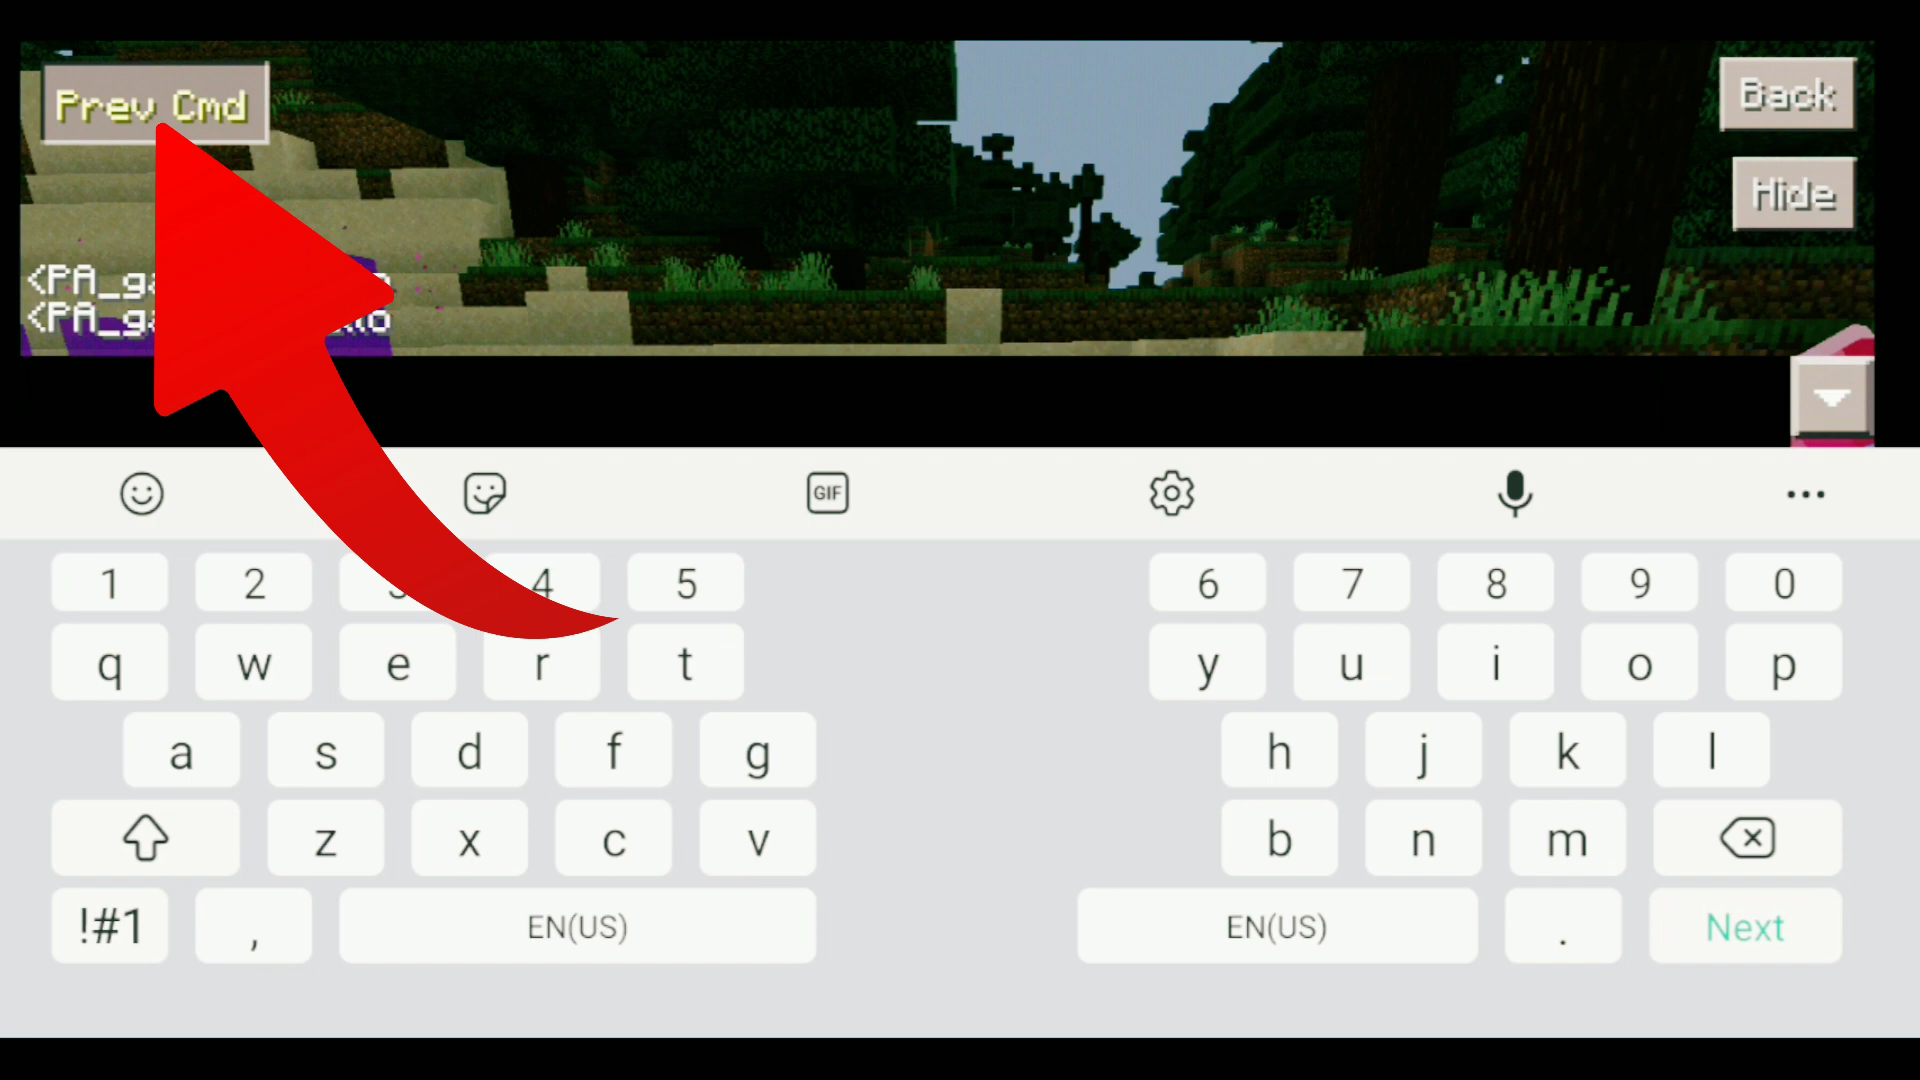 Prev Cmd
Back
Hide
<PA_g
<PA_g
GIF
1 2 4 5 6 7 8 9 0
q w e r t y u i o p
a s d f g h j k l
z x c v b n m
!#1 , EN(US) EN(US) . Next